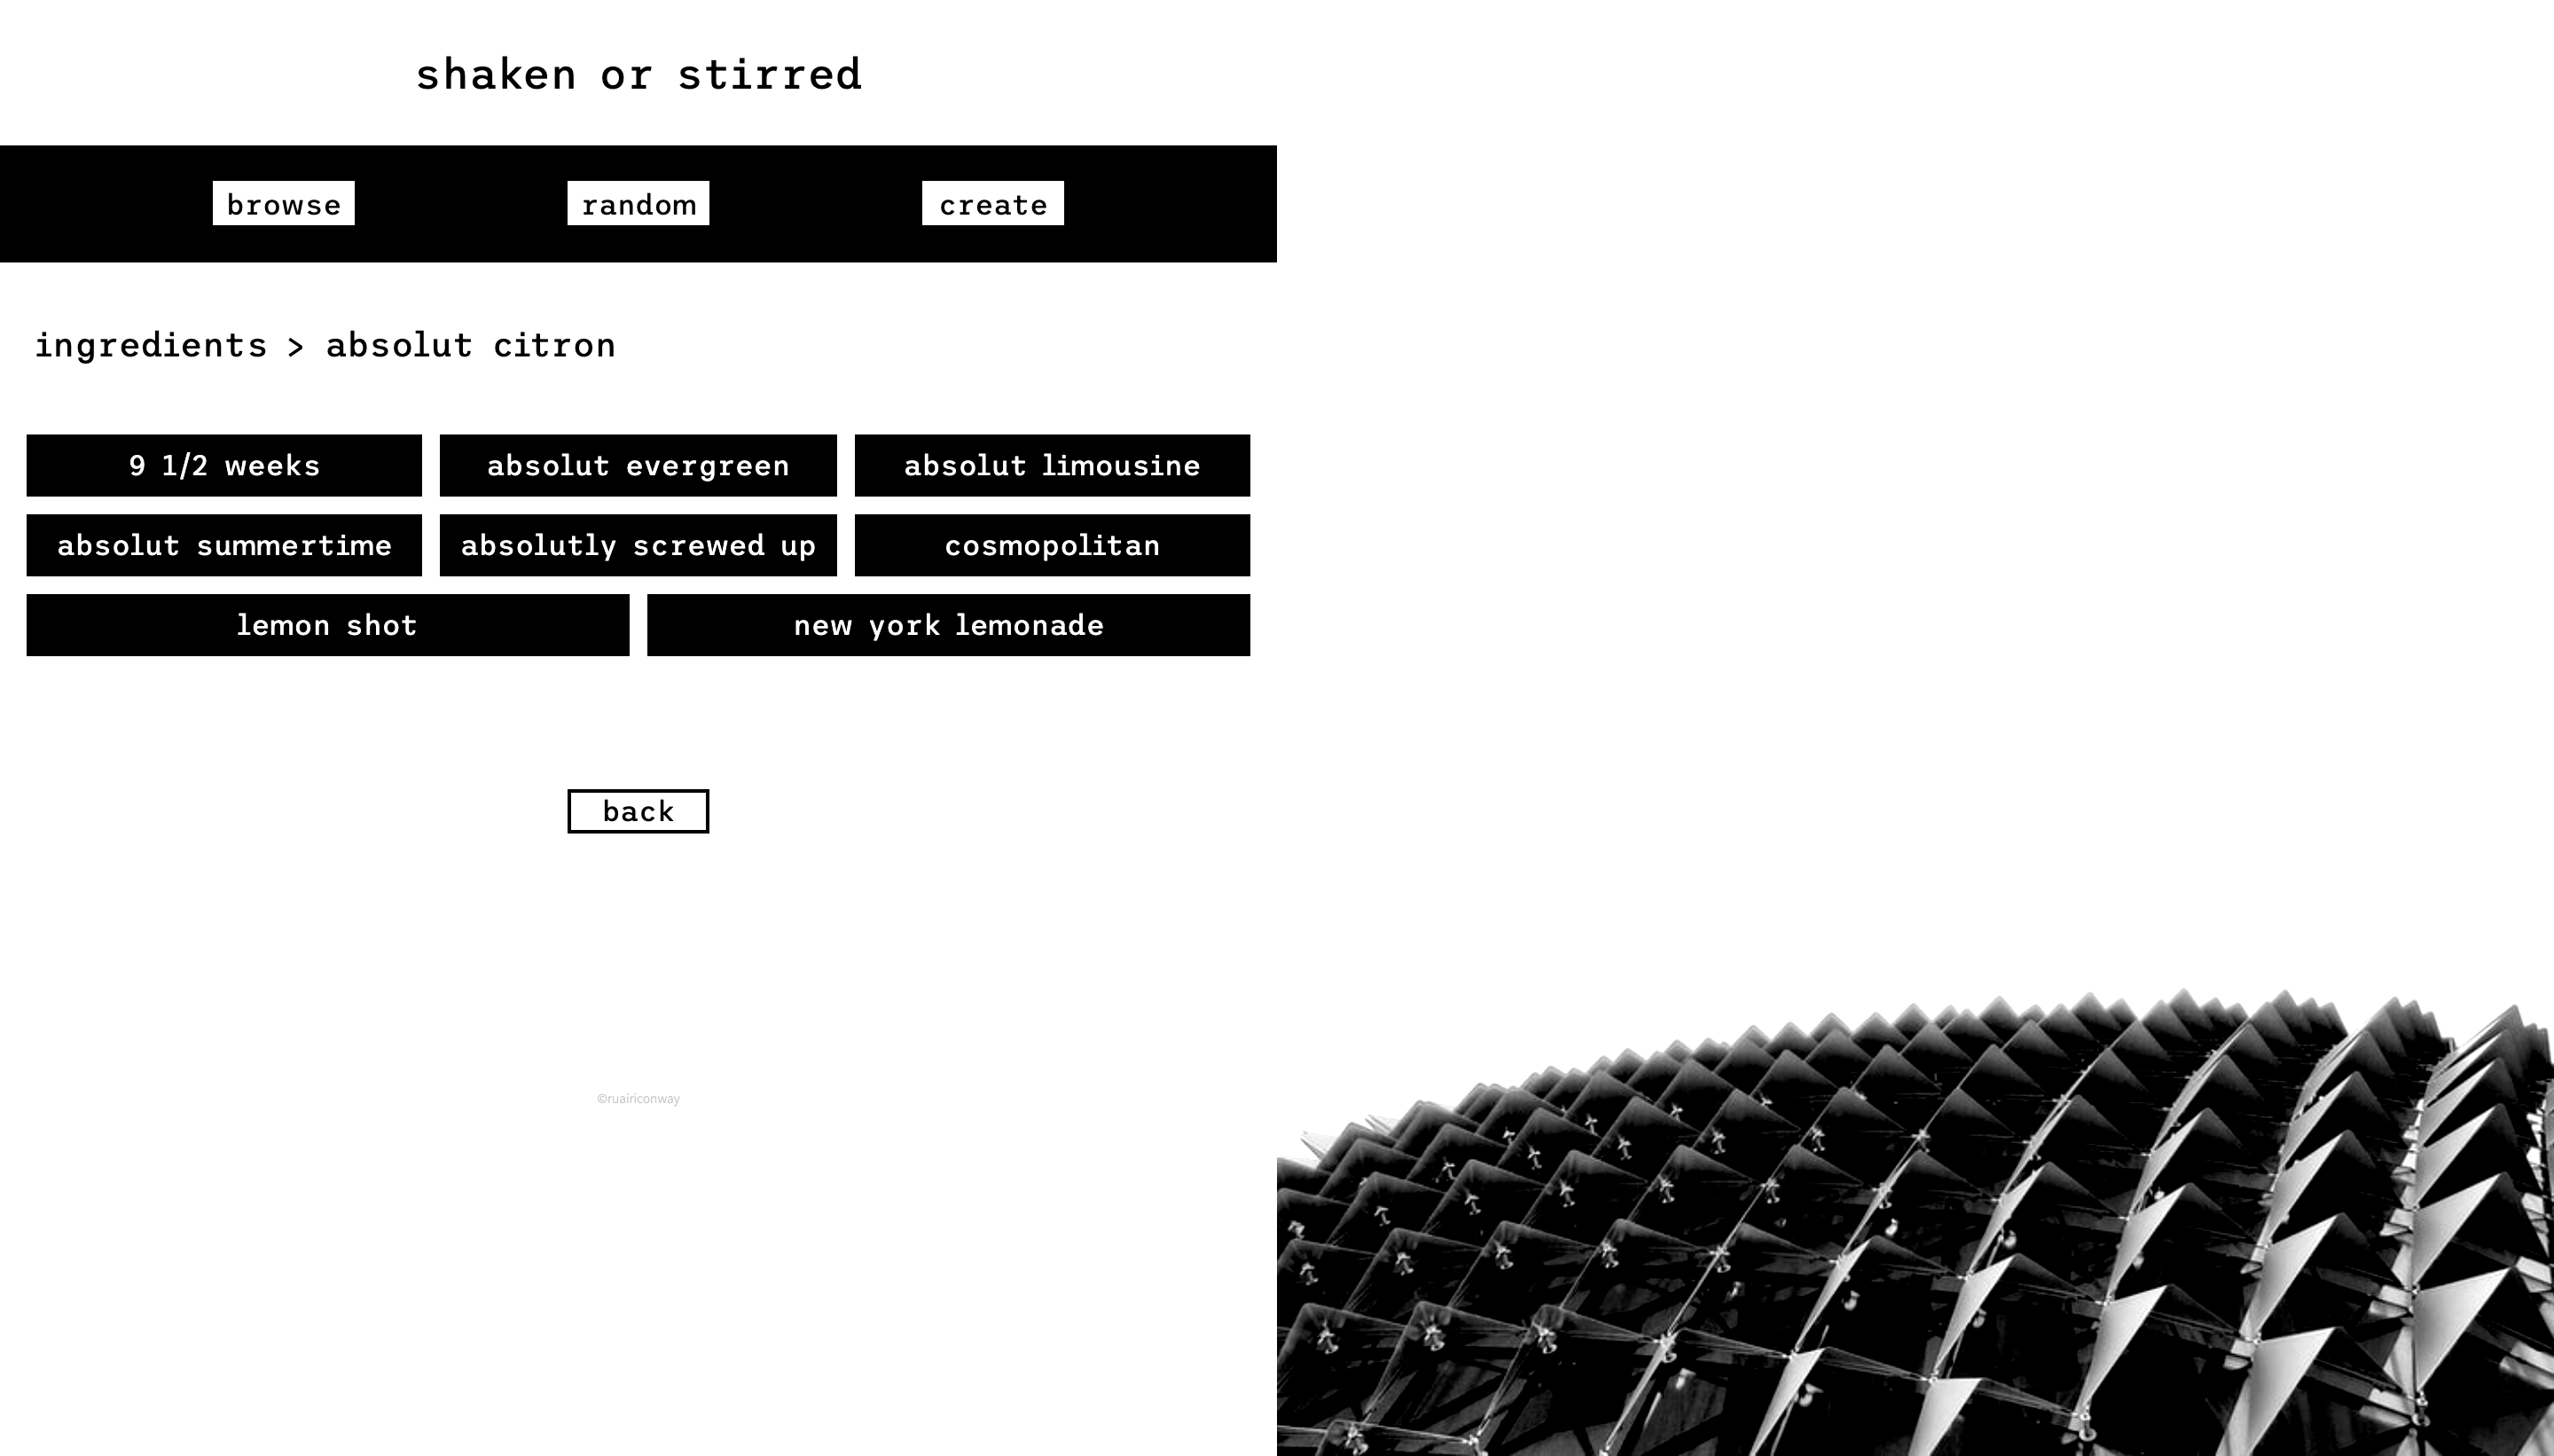 shaken or stirred
browse random create
ingredients > absolut citron
9 1/2 weeks absolut evergreen absolut limousine
absolut summertime absolutly screwed up cosmopolitan
lemon shot new york lemonade
back
©ruairiconway